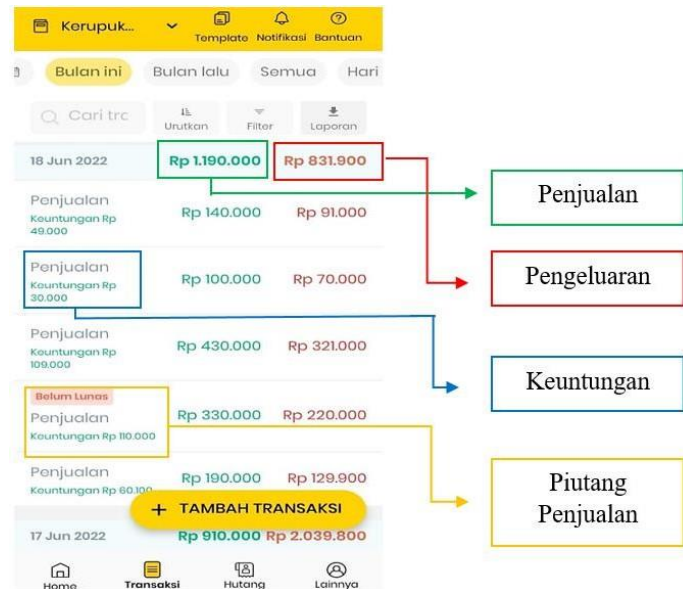 Kerupuk...
Template Notifikasi Bantuan
Bulan ini Bulan lalu Semua Hari
Cari trc
Urutkan Filter Laporan
18 Jun 2022 Rp 1.190.000 Rp 831.900
Penjualan
Keuntungan Rp
49.000
Rp 140.000 Rp 91.000
Penjualan
Keuntungan Rp
30.000
Rp 100.000 Rp 70.000
Penjualan
Keuntungan Rp
109.000
Rp 430.000 Rp 321.000
Belum Lunas
Penjualan
Keuntungan Rp 110.000
Rp 330.000 Rp 220.000
Penjualan
Keuntungan Rp 60.100
Rp 190.000 Rp 129.900
+ TAMBAH TRANSAKSI
17 Jun 2022 Rp 910.000 Rp 2.039.800
Home Transaksi Hutang Lainnya
Penjualan
Pengeluaran
Keuntungan
Piutang
Penjualan